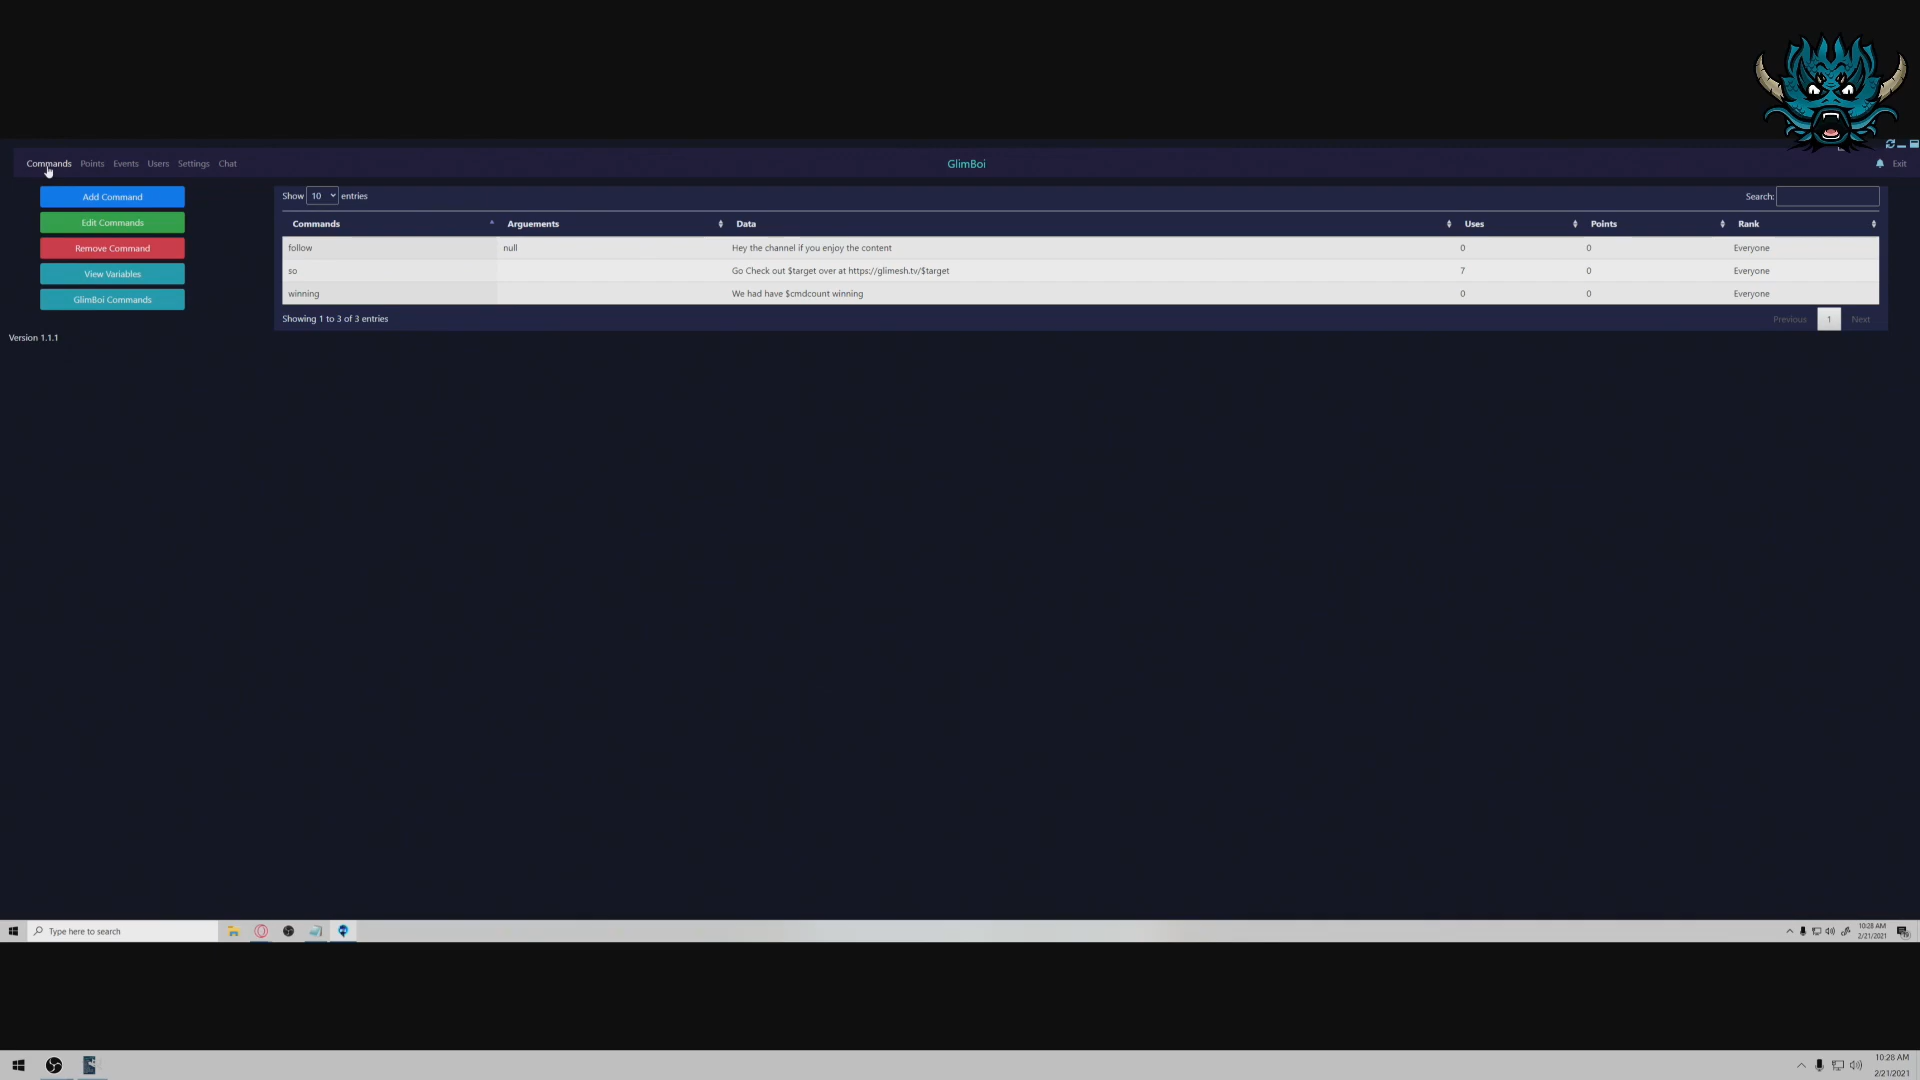 Commands Points Events Users Settings Chat GlimBoi Exit
Add Command
Edit Commands
Remove Command
View Variables
GlimBoi Commands
Version 1.1.1
Show 10 entries Search:
Commands Arguements Data Uses Points Rank
follow null Hey the channel if you enjoy the content 0 0 Everyone
so Go Check out $target over at https://glimesh.tv/$target 7 0 Everyone
winning We had have $cmdcount winning 0 0 Everyone
Showing 1 to 3 of 3 entries Previous 1 Next
Type here to search
10:28 AM
2/21/2021
10:28 AM
2/21/2021